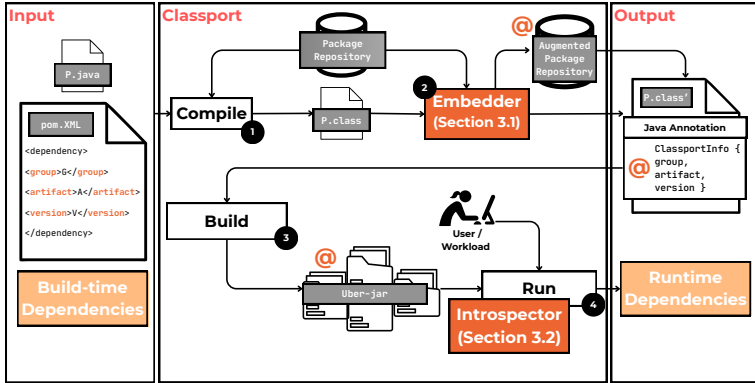 Input
Classport
Output
P.java
pom.XML
<dependency>
<group>G</group>
<artifact>A</artifact>
<version>V</version>
</dependency>
Build-time
Dependencies
Package
Repository
@
Augmented
Package
Repository
Compile
1
P.class
2
Embedder
(Section 3.1)
P.class'
Java Annotation
@
ClassportInfo {
group,
artifact,
version }
Build
3
User /
Workload
@
Uber-jar
Run
4
Introspector
(Section 3.2)
Runtime
Dependencies